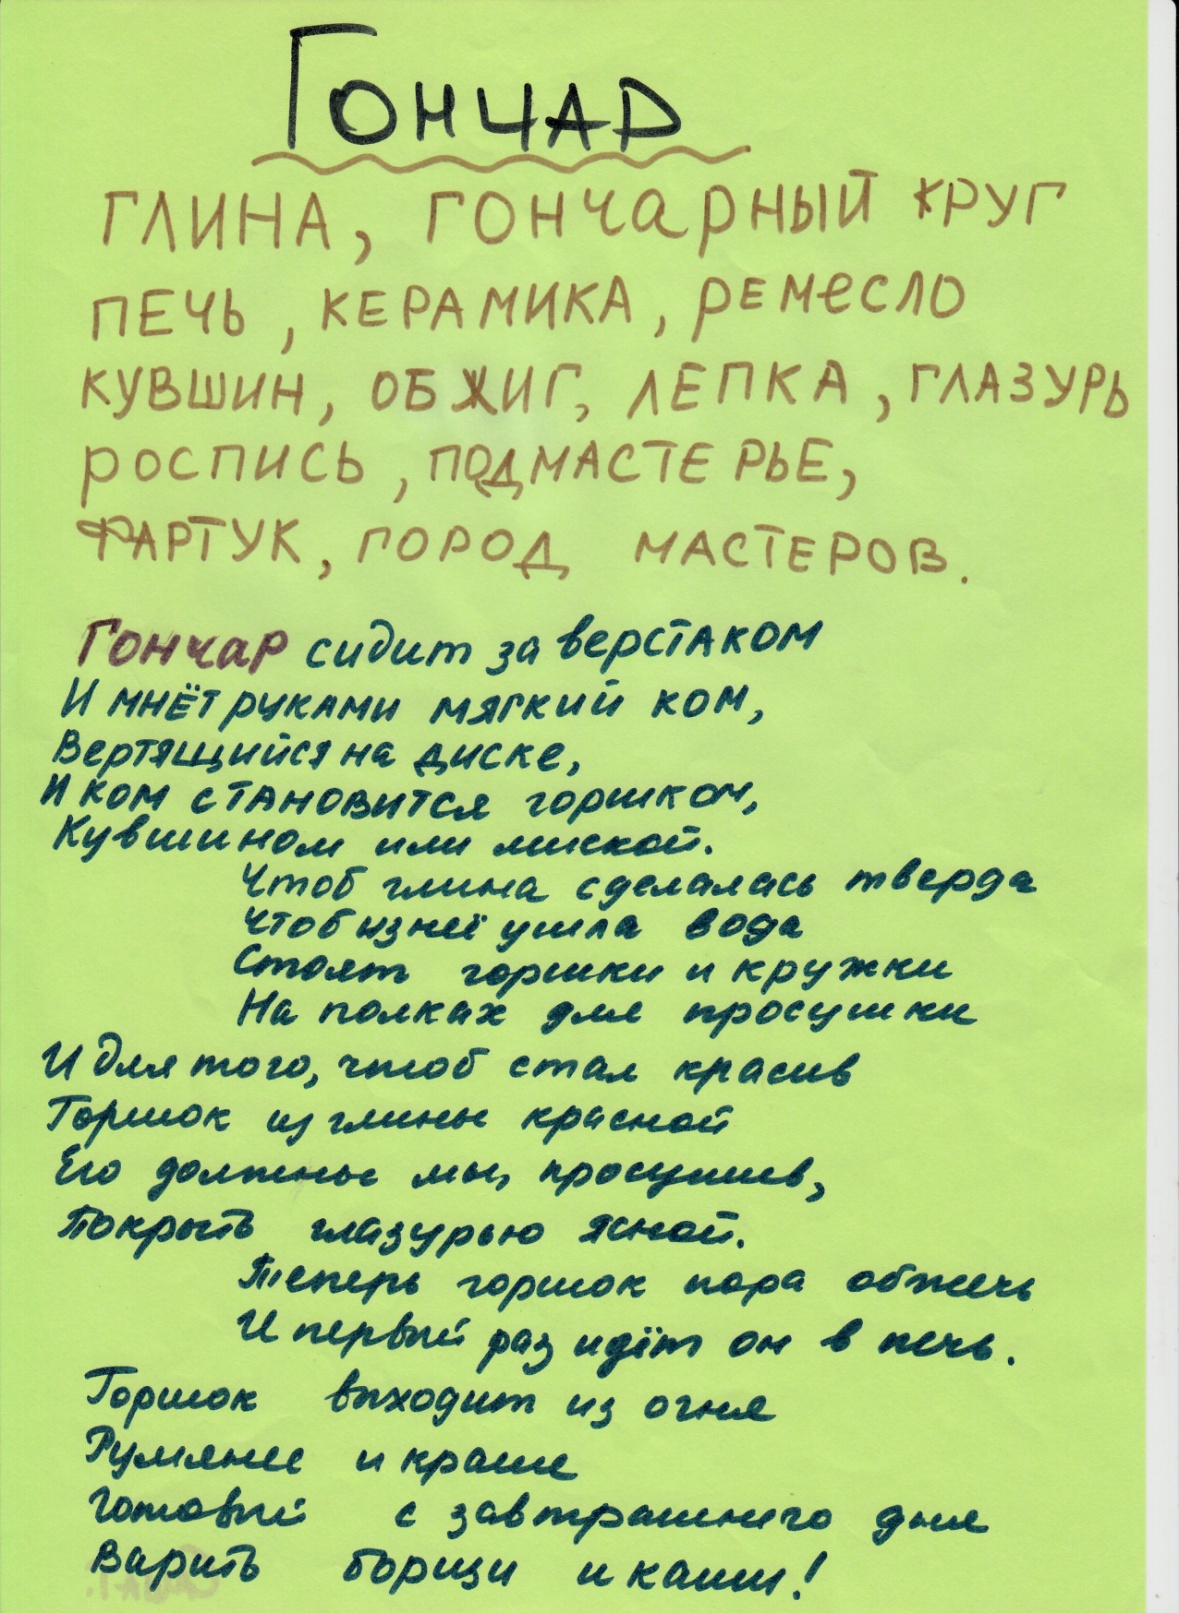 Гончар
глина, гончарный круг
печь, керамика, ремесло
кувшин, обжиг, лепка, глазурь
роспись, подмастерье,
фартук, город мастеров.
Гончар сидит за верстаком
И мнёт руками мягкий ком,
Вертящийся на диске,
И ком становится горшком,
Кувшином или миской.
Чтоб глина сделалась тверда
Чтоб из неё ушла вода
Стоят горшки и кружки
На полках для просушки
И для того, чтоб стал красив
Горшок из глины красной
Его должны мы, просушив,
Покрыть глазурью ясной.
Теперь горшок пора обжечь
И первый раз идёт он в печь.
Горшок выходит из огня
Румянее и краше
Готовый с завтрашнего дня
Варить борщи и каши!